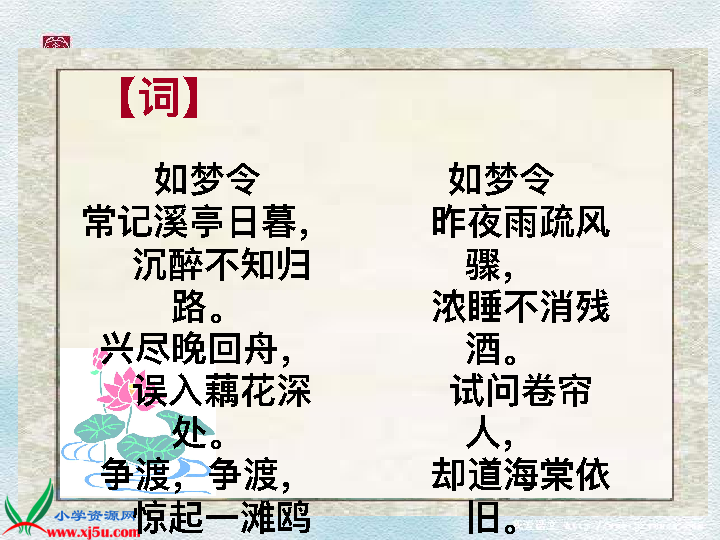 【词】
如梦令
常记溪亭日暮，
沉醉不知归
路。
兴尽晚回舟，
误入藕花深
处。
争渡，争渡，
惊起一滩鸥
如梦令
昨夜雨疏风
骤，
浓睡不消残
酒。
试问卷帘
人，
却道海棠依
旧。
小学资源网
www.xj5u.com